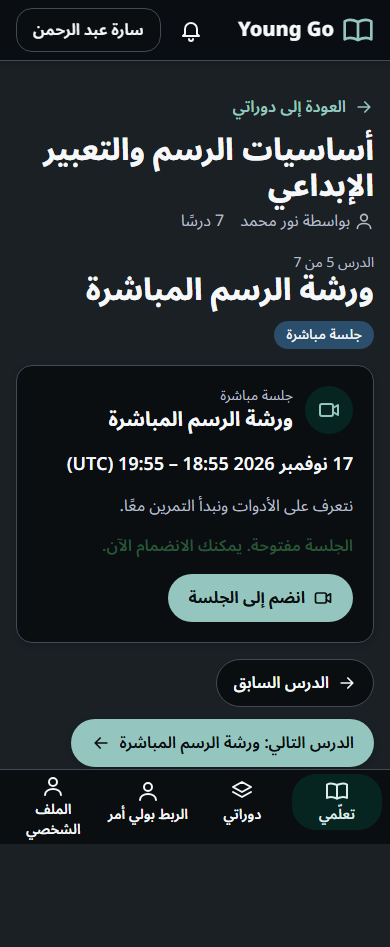 Young Go
سارة عبد الرحمن
العودة إلى دوراتي
أساسيات الرسم والتعبير
الإبداعي
بواسطة نور محمد 7 درسًا
الدرس 5 من 7
ورشة الرسم المباشرة
جلسة مباشرة
جلسة مباشرة
ورشة الرسم المباشرة
17 نوفمبر 2026 18:55 – 19:55 (UTC)
نتعرف على الأدوات ونبدأ التمرين معًا.
الجلسة مفتوحة. يمكنك الانضمام الآن.
انضم إلى الجلسة
الدرس السابق
الدرس التالي: ورشة الرسم المباشرة
تعلّمي
دوراتي
الربط بولي أمر
الملف
الشخصي